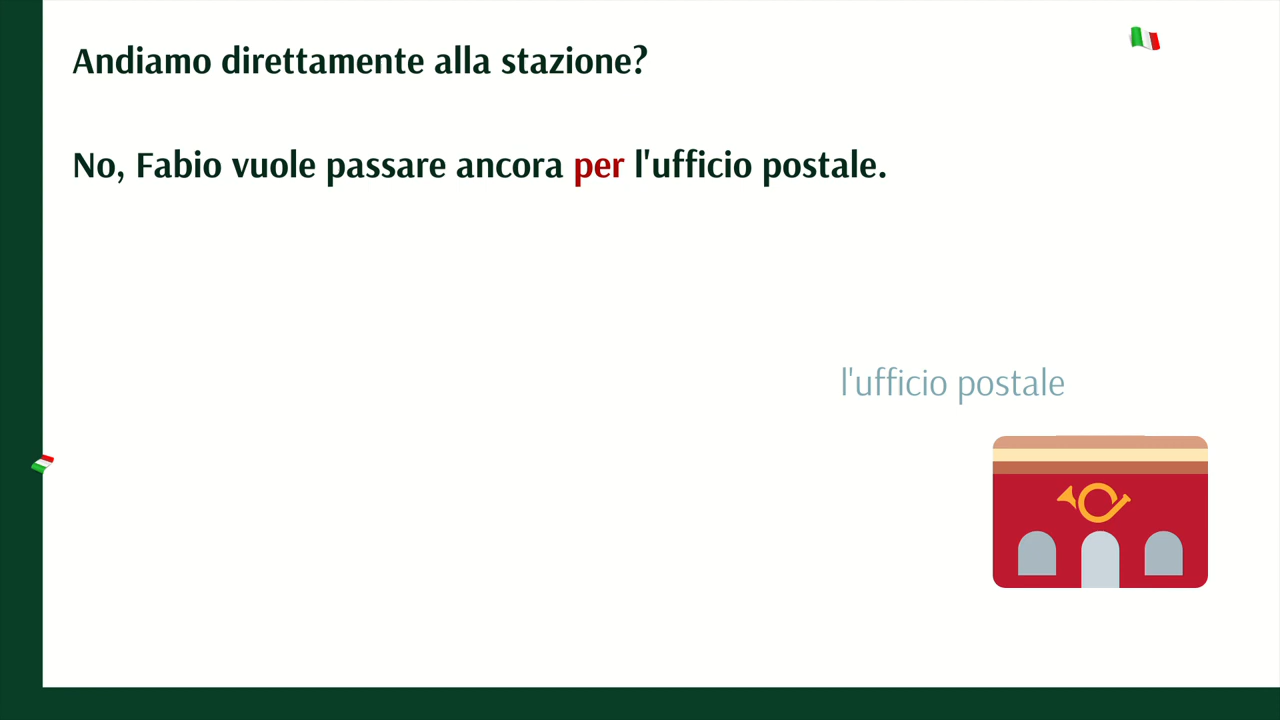 Andiamo direttamente alla stazione?
No, Fabio vuole passare ancora per l'ufficio postale.
l'ufficio postale